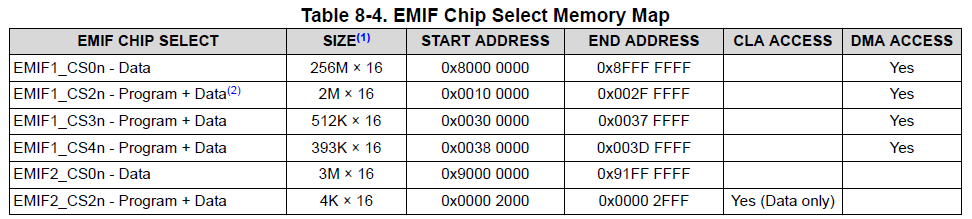 Table 8-4. EMIF Chip Select Memory Map
EMIF CHIP SELECT SIZE(1) START ADDRESS END ADDRESS CLA ACCESS DMA ACCESS
EMIF1_CS0n - Data 256M × 16 0x8000 0000 0x8FFF FFFF Yes
EMIF1_CS2n - Program + Data(2) 2M × 16 0x0010 0000 0x002F FFFF Yes
EMIF1_CS3n - Program + Data 512K × 16 0x0030 0000 0x0037 FFFF Yes
EMIF1_CS4n - Program + Data 393K × 16 0x0038 0000 0x003D FFFF Yes
EMIF2_CS0n - Data 3M × 16 0x9000 0000 0x91FF FFFF
EMIF2_CS2n - Program + Data 4K × 16 0x0000 2000 0x0000 2FFF Yes (Data only)